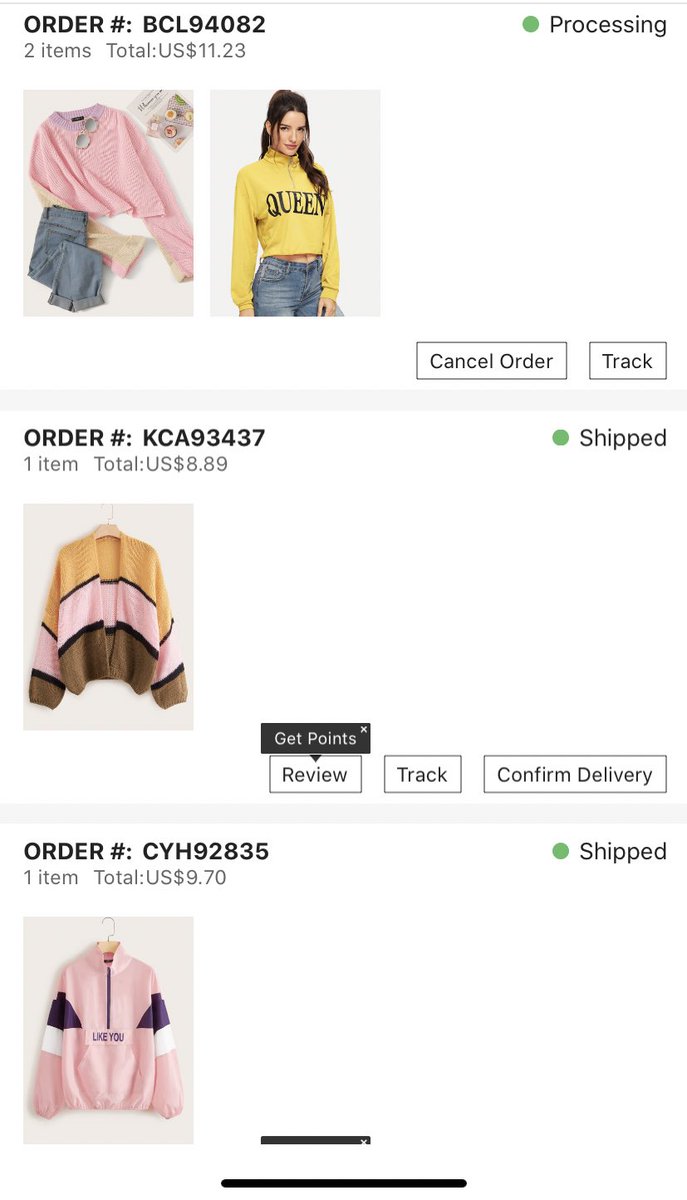 ORDER #: BCL94082
Processing
2 items Total:US$11.23
QUEEN
Cancel Order
Track
ORDER #: KCA93437
Shipped
1 item Total:US$8.89
Get Points ×
Review
Track
Confirm Delivery
ORDER #: CYH92835
Shipped
1 item Total:US$9.70
LIKE YOU
×